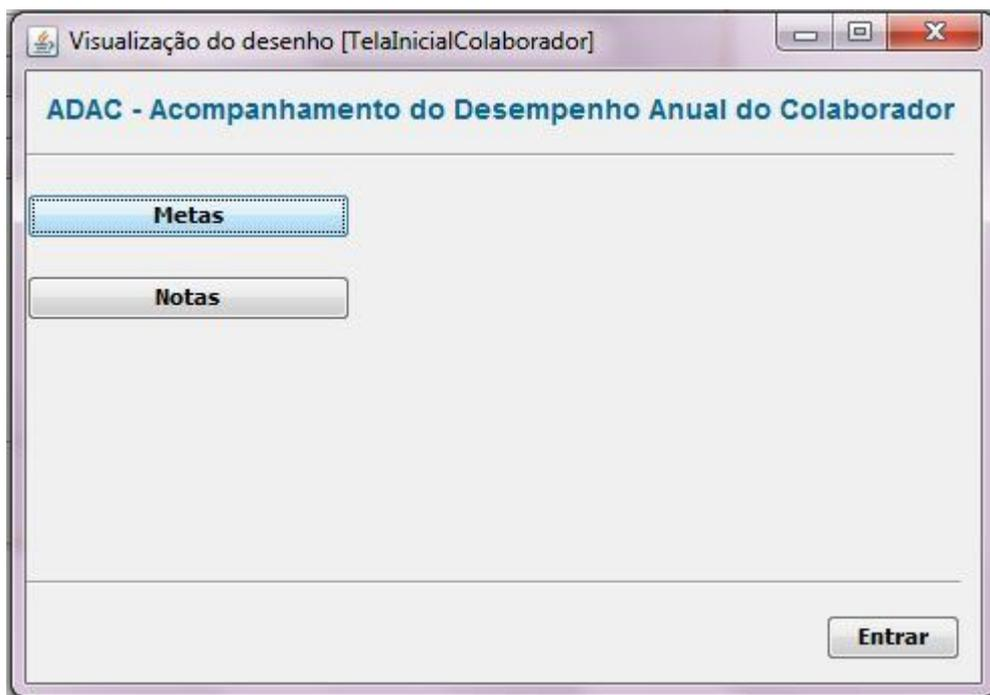 Visualização do desenho [TelaInicialColaborador]
ADAC - Acompanhamento do Desempenho Anual do Colaborador
Metas
Notas
Entrar